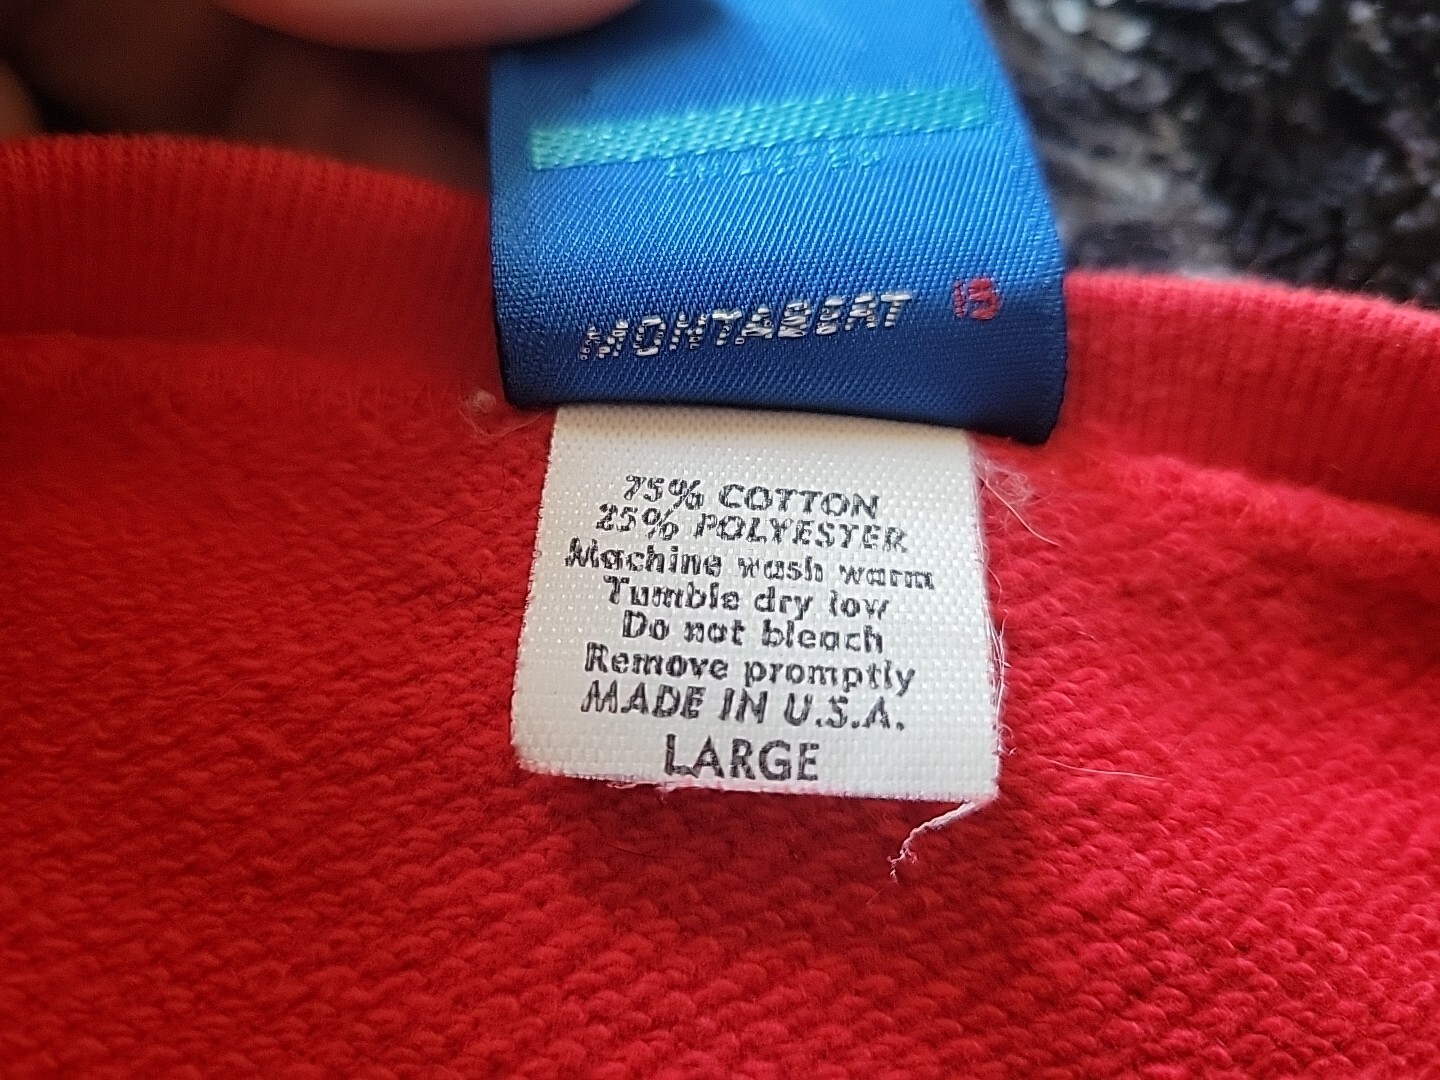 MONTABERT
75% COTTON
25% POLYESTER
Machine wash warm
Tumble dry low
Do not bleach
Remove promptly
MADE IN U.S.A.
LARGE